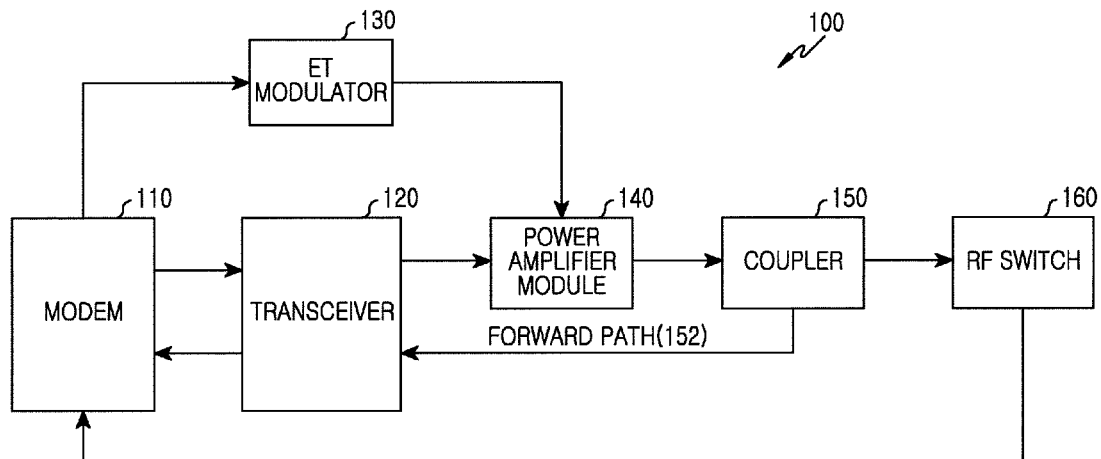 100
130
ET
MODULATOR
110
MODEM
120
TRANSCEIVER
140
POWER
AMPLIFIER
MODULE
150
COUPLER
160
RF SWITCH
FORWARD PATH(152)